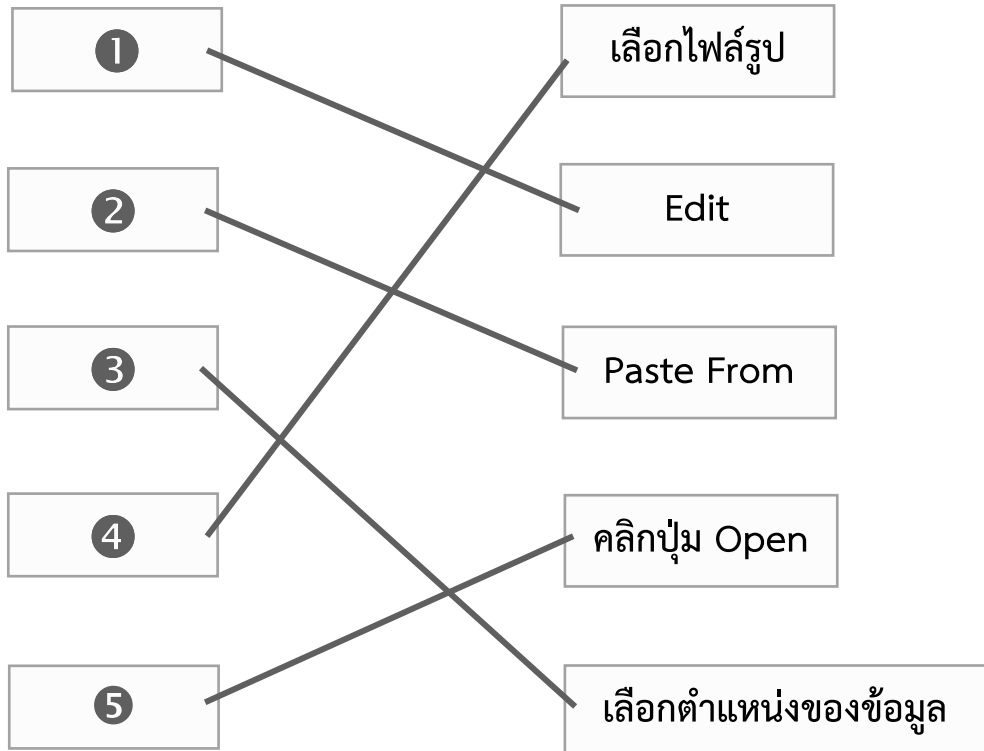 ❶
เลือกไฟล์รูป
❷
Edit
❸
Paste From
❹
คลิกปุ่ม Open
❺
เลือกตำแหน่งของข้อมูล